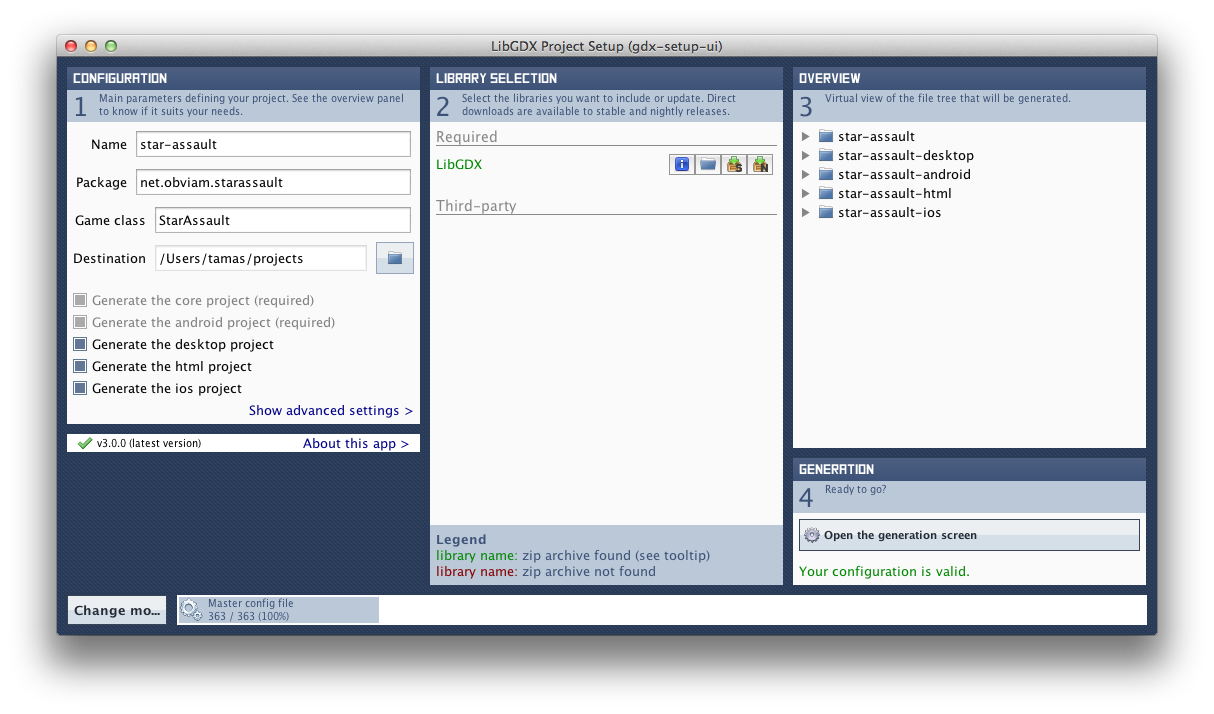 LibGDX Project Setup (gdx-setup-ui)
CONFIGURATION
1
Main parameters defining your project. See the overview panel
to know if it suits your needs.
Name
star-assault
Package
net.obviam.starassault
Game class
StarAssault
Destination
/Users/tamas/projects
Generate the core project (required)
Generate the android project (required)
Generate the desktop project
Generate the html project
Generate the ios project
Show advanced settings >
v3.0.0 (latest version)
About this app >
LIBRARY SELECTION
2
Select the libraries you want to include or update. Direct
downloads are available to stable and nightly releases.
Required
LibGDX
i
S
N
Third-party
Legend
library name: zip archive found (see tooltip)
library name: zip archive not found
OVERVIEW
3
Virtual view of the file tree that will be generated.
star-assault
star-assault-desktop
star-assault-android
star-assault-html
star-assault-ios
GENERATION
4
Ready to go?
Open the generation screen
Your configuration is valid.
Change mo...
Master config file
363 / 363 (100%)